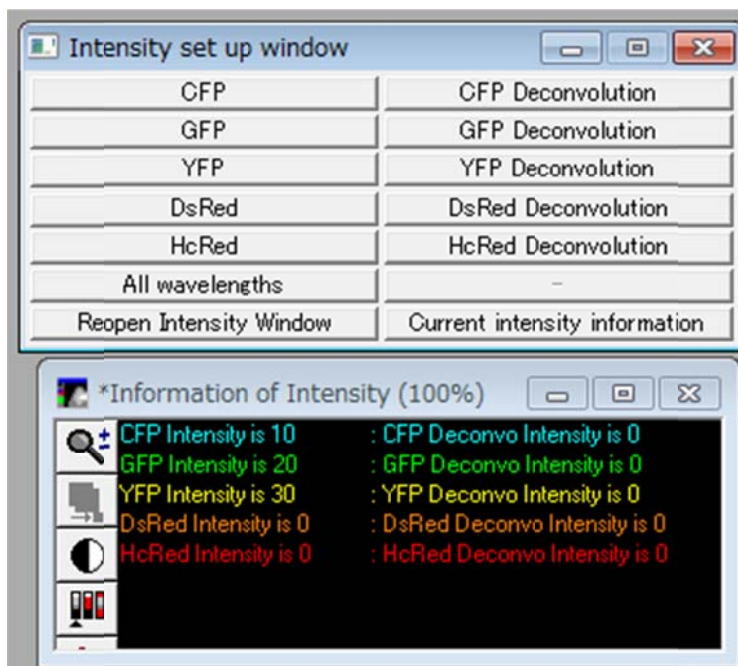 Intensity set up window
CFP CFP Deconvolution
GFP GFP Deconvolution
YFP YFP Deconvolution
DsRed DsRed Deconvolution
HcRed HcRed Deconvolution
All wavelengths -
Reopen Intensity Window Current intensity information
*Information of Intensity (100%)
CFP Intensity is 10 : CFP Deconvo Intensity is 0
GFP Intensity is 20 : GFP Deconvo Intensity is 0
YFP Intensity is 30 : YFP Deconvo Intensity is 0
DsRed Intensity is 0 : DsRed Deconvo Intensity is 0
HcRed Intensity is 0 : HcRed Deconvo Intensity is 0